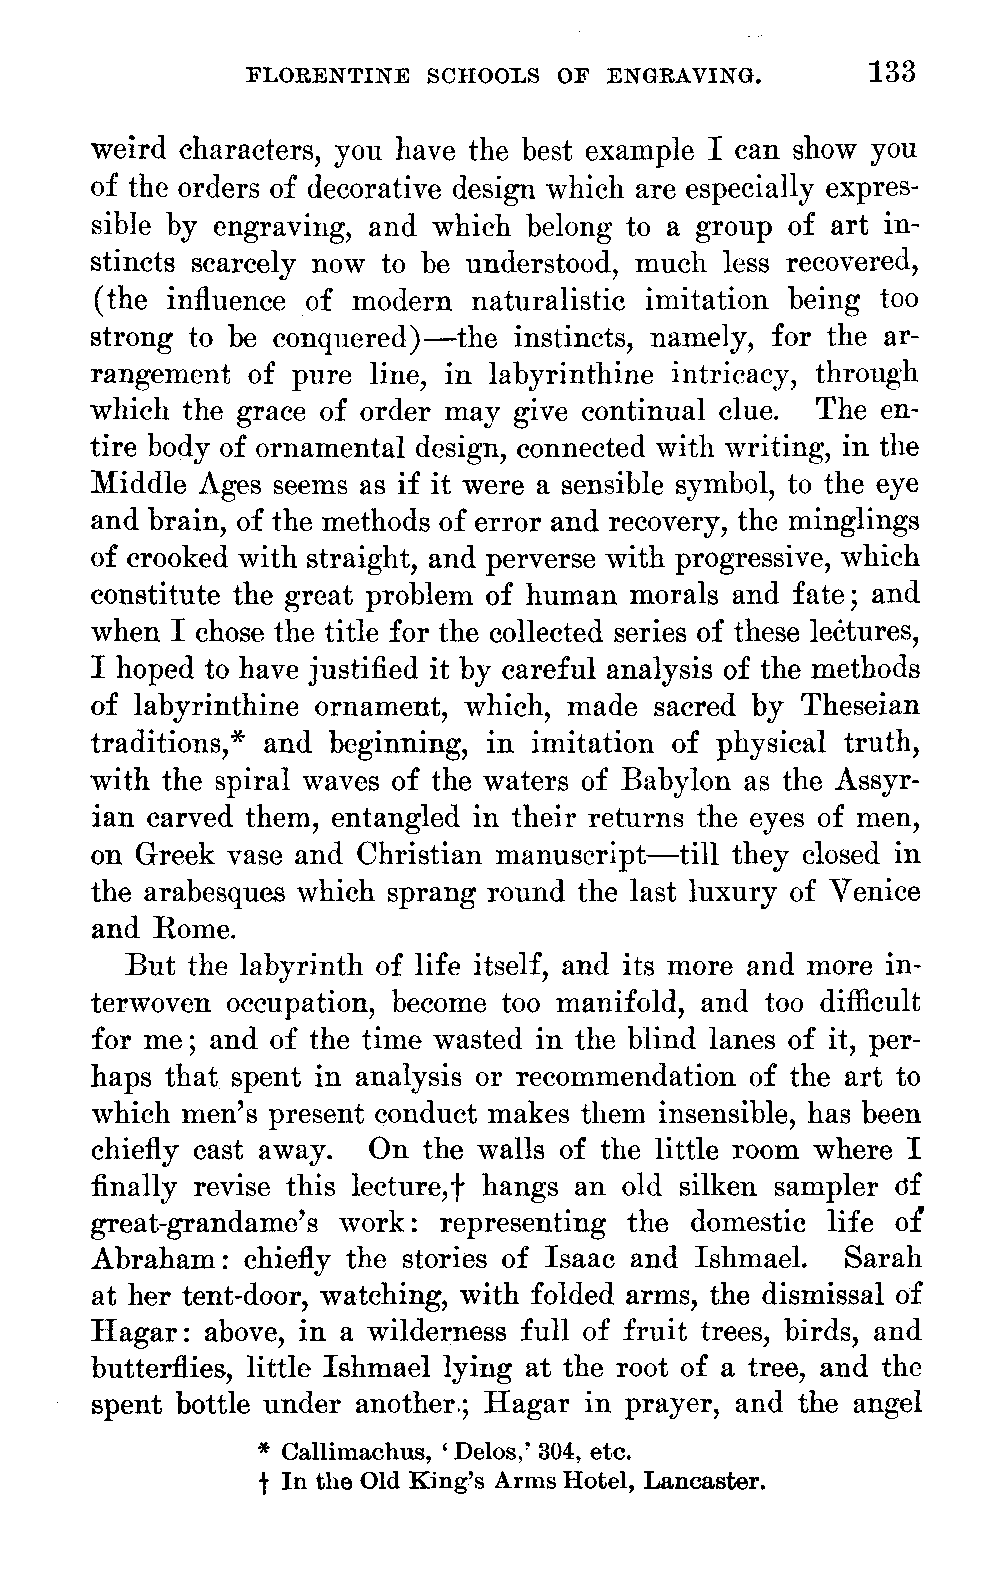 FLORENTINE SCHOOLS OF ENGRAVING. 133
weird characters, you have the best example I can show you
of the orders of decorative design which are especially expres-
sible by engraving, and which belong to a group of art in-
stincts scarcely now to be understood, much less recovered,
(the influence of modern naturalistic imitation being too
strong to be conquered)—the instincts, namely, for the ar-
rangement of pure line, in labyrinthine intricacy, through
which the grace of order may give continual clue. The en-
tire body of ornamental design, connected with writing, in the
Middle Ages seems as if it were a sensible symbol, to the eye
and brain, of the methods of error and recovery, the minglings
of crooked with straight, and perverse with progressive, which
constitute the great problem of human morals and fate; and
when I chose the title for the collected series of these lectures,
I hoped to have justified it by careful analysis of the methods
of labyrinthine ornament, which, made sacred by Theseian
traditions,* and beginning, in imitation of physical truth,
with the spiral waves of the waters of Babylon as the Assyr-
ian carved them, entangled in their returns the eyes of men,
on Greek vase and Christian manuscript—till they closed in
the arabesques which sprang round the last luxury of Venice
and Rome.
But the labyrinth of life itself, and its more and more in-
terwoven occupation, become too manifold, and too difficult
for me; and of the time wasted in the blind lanes of it, per-
haps that spent in analysis or recommendation of the art to
which men's present conduct makes them insensible, has been
chiefly cast away. On the walls of the little room where I
finally revise this lecture,† hangs an old silken sampler of
great-grandame's work: representing the domestic life of
Abraham: chiefly the stories of Isaac and Ishmael. Sarah
at her tent-door, watching, with folded arms, the dismissal of
Hagar: above, in a wilderness full of fruit trees, birds, and
butterflies, little Ishmael lying at the root of a tree, and the
spent bottle under another.; Hagar in prayer, and the angel
* Callimachus, ‘Delos,’ 304, etc.
† In the Old King's Arms Hotel, Lancaster.